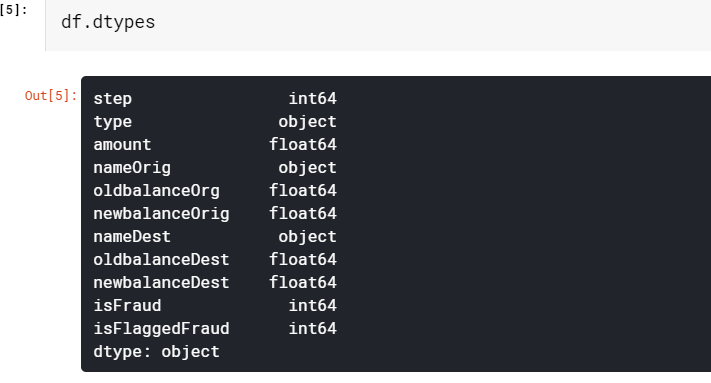 [5]:
df.dtypes
Out[5]:
step int64
type object
amount float64
nameOrig object
oldbalanceOrg float64
newbalanceOrig float64
nameDest object
oldbalanceDest float64
newbalanceDest float64
isFraud int64
isFlaggedFraud int64
dtype: object